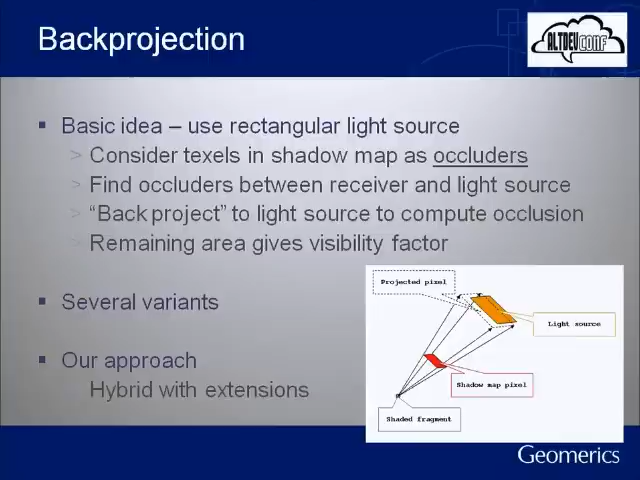 Backprojection
ALTDEVCONF
▪ Basic idea – use rectangular light source
> Consider texels in shadow map as occluders
> Find occluders between receiver and light source
> “Back project” to light source to compute occlusion
> Remaining area gives visibility factor
▪ Several variants
▪ Our approach
Hybrid with extensions
Projected pixel
Light source
Shadow map pixel
Shaded fragment
Geomerics